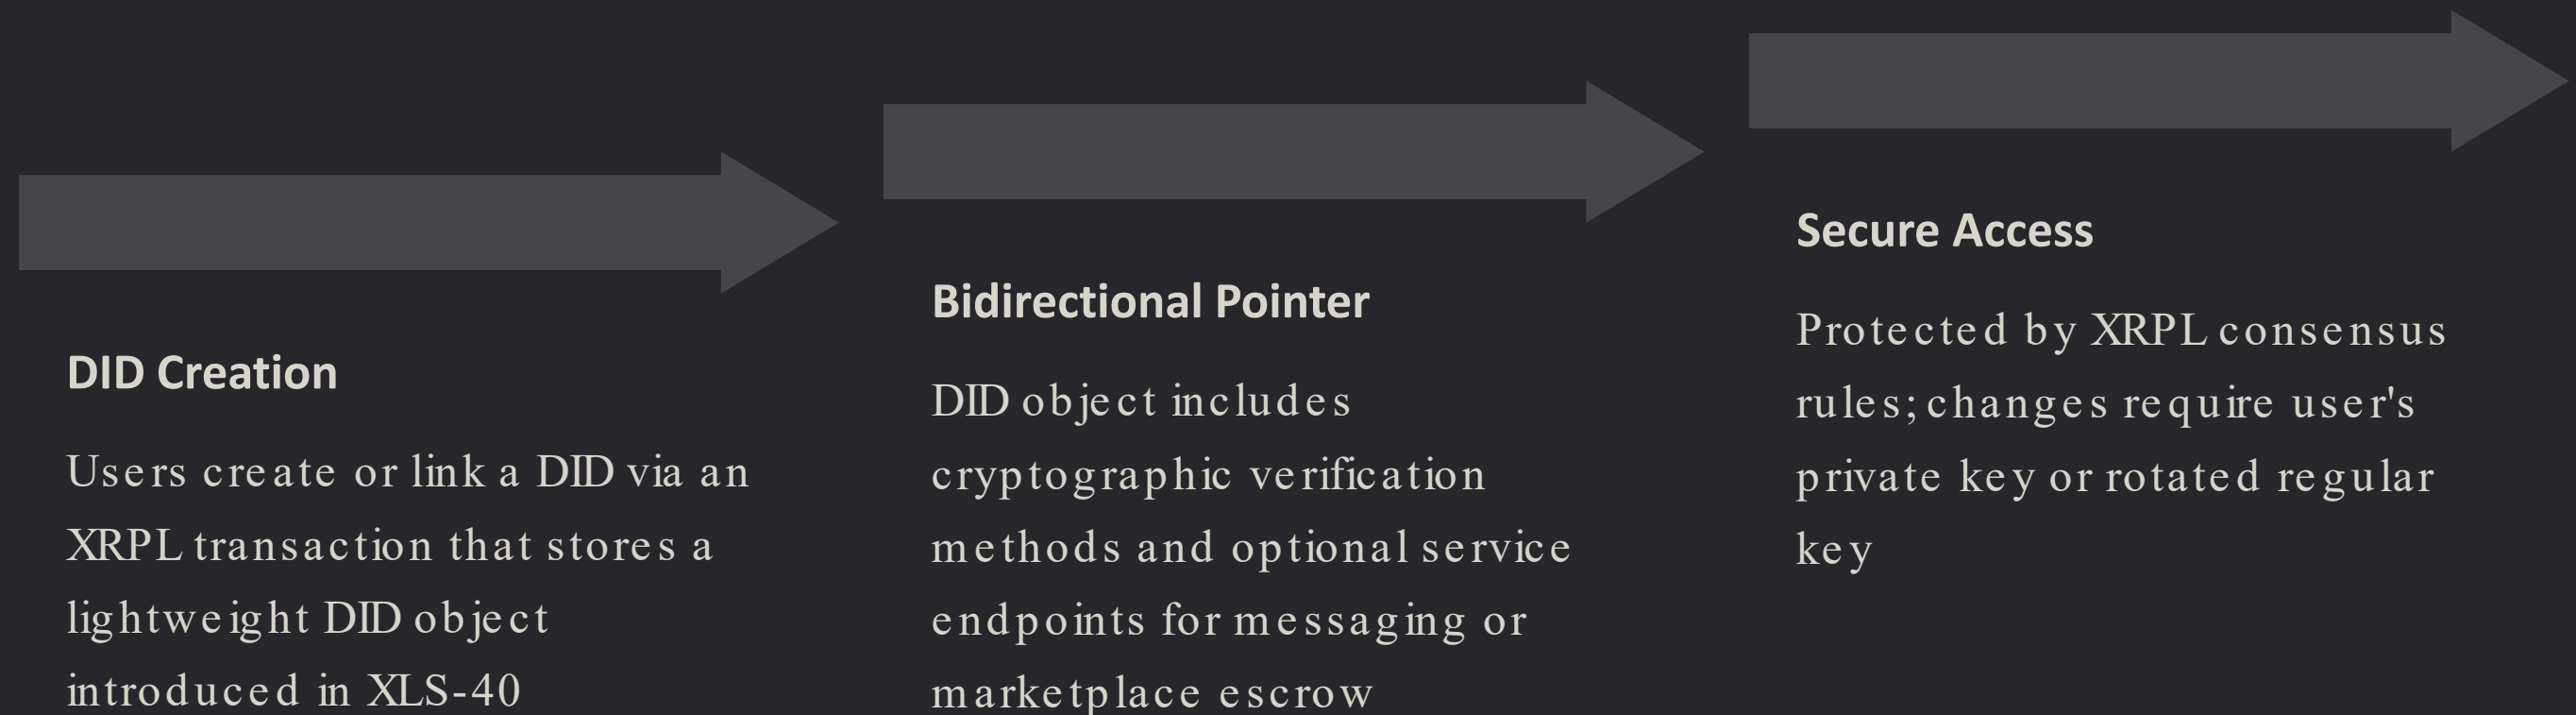 DID Creation
Users create or link a DID via an
XRPL transaction that stores a
lightweight DID object
introduced in XLS-40
Bidirectional Pointer
DID object includes
cryptographic verification
methods and optional service
endpoints for messaging or
marketplace escrow
Secure Access
Protected by XRPL consensus
rules; changes require user's
private key or rotated regular
key